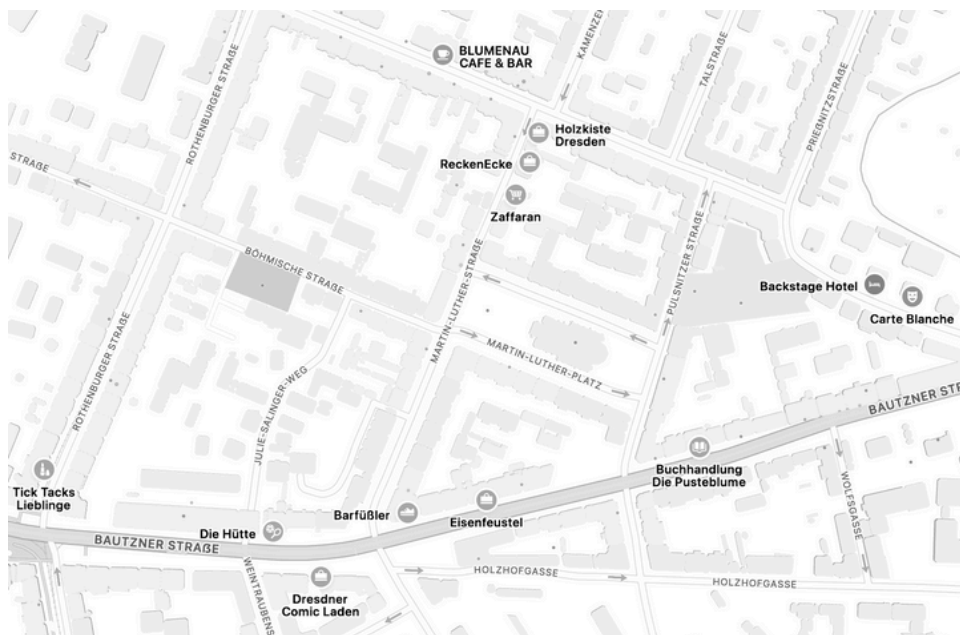 BLUMENAU
CAFE & BAR
KAMENZE
ROTHENBURGER STRAßE
TALSTRAßE
PRIEßNITZSTRAßE
Holzkiste
Dresden
ReckenEcke
STRAßE
Zaffaran
BÖHMISCHE STRAßE
MARTIN-LUTHER-STRAßE
PULSNITZER STRAßE
Backstage Hotel
Carte Blanche
MARTIN-LUTHER-PLATZ
ROTHENBURGER STRAßE
JULIE-SALINGER-WEG
BAUTZNER STR
Buchhandlung
Die Pusteblume
Tick Tacks
Lieblinge
WOLFSGASSE
Barfüßler
Eisenfeustel
Die Hütte
BAUTZNER STRAßE
HOLZHOFGASSE
HOLZHOFGASSE
WEINTRAUBENS
Dresdner
Comic Laden